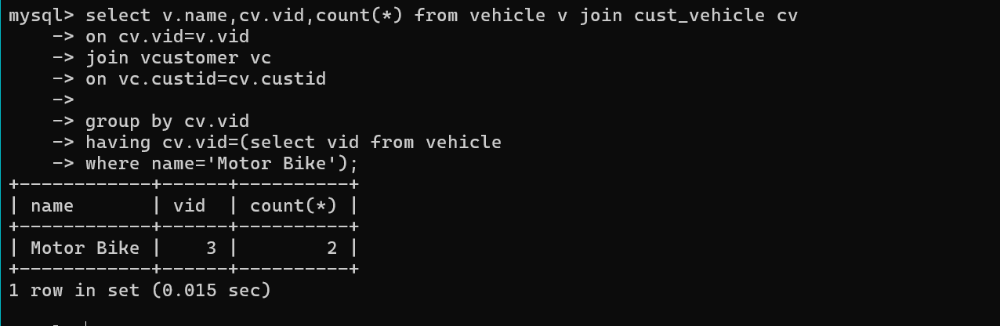 mysql> select v.name,cv.vid,count(*) from vehicle v join cust_vehicle cv
    -> on cv.vid=v.vid
    -> join vcustomer vc
    -> on vc.custid=cv.custid
    ->
    -> group by cv.vid
    -> having cv.vid=(select vid from vehicle
    -> where name='Motor Bike');
+------------+------+----------+
| name       | vid  | count(*) |
+------------+------+----------+
| Motor Bike |    3 |        2 |
+------------+------+----------+
1 row in set (0.015 sec)